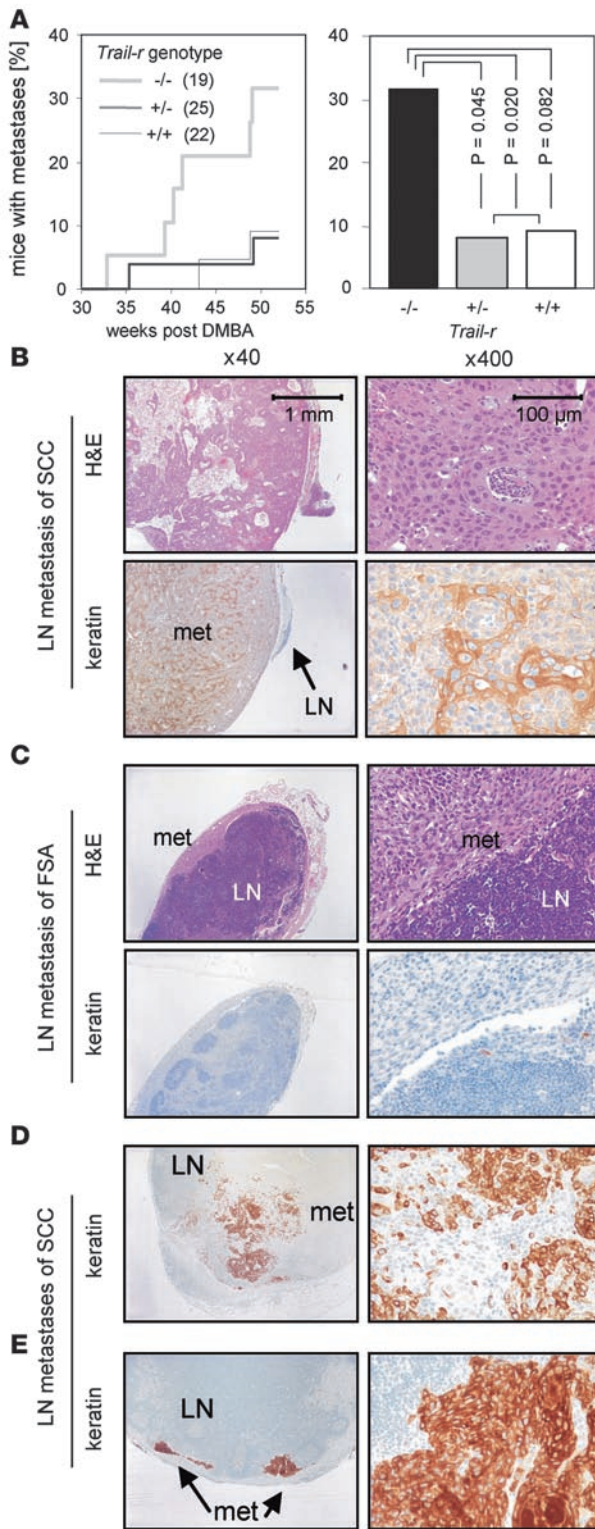 A
mice with metastases [%]
40
30
20
10
0
Trail-r genotype
-/- (19)
+/- (25)
+/+ (22)
30 35 40 45 50 55
weeks post DMBA
40
30
20
10
0
P = 0.045
P = 0.020
P = 0.082
-/- +/- +/+
Trail-r
B
x40 x400
LN metastasis of SCC
H&E
1 mm
100 µm
keratin
met
LN
C
LN metastasis of FSA
H&E
met
LN
met
LN
keratin
D
LN metastases of SCC
keratin
LN
met
E
keratin
LN
met